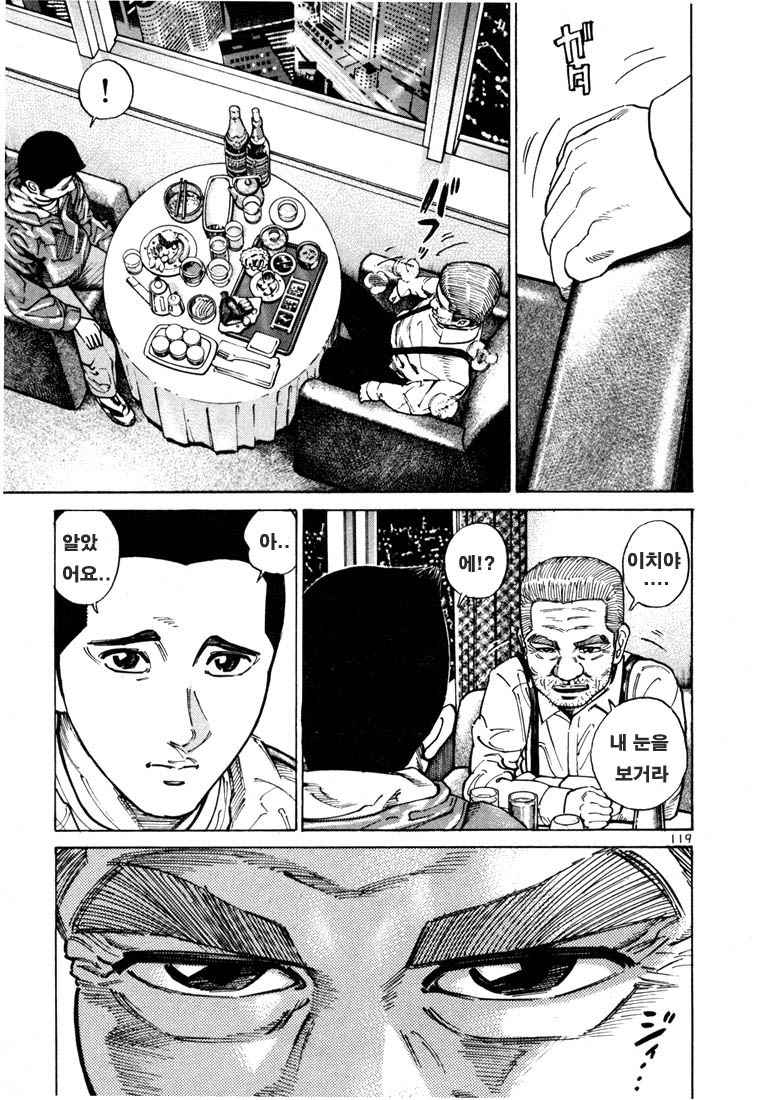 ガタ
!
バッ
이치야
....
에!?
내 눈을
보거라
아..
알았
어요..
119
ジィ・・